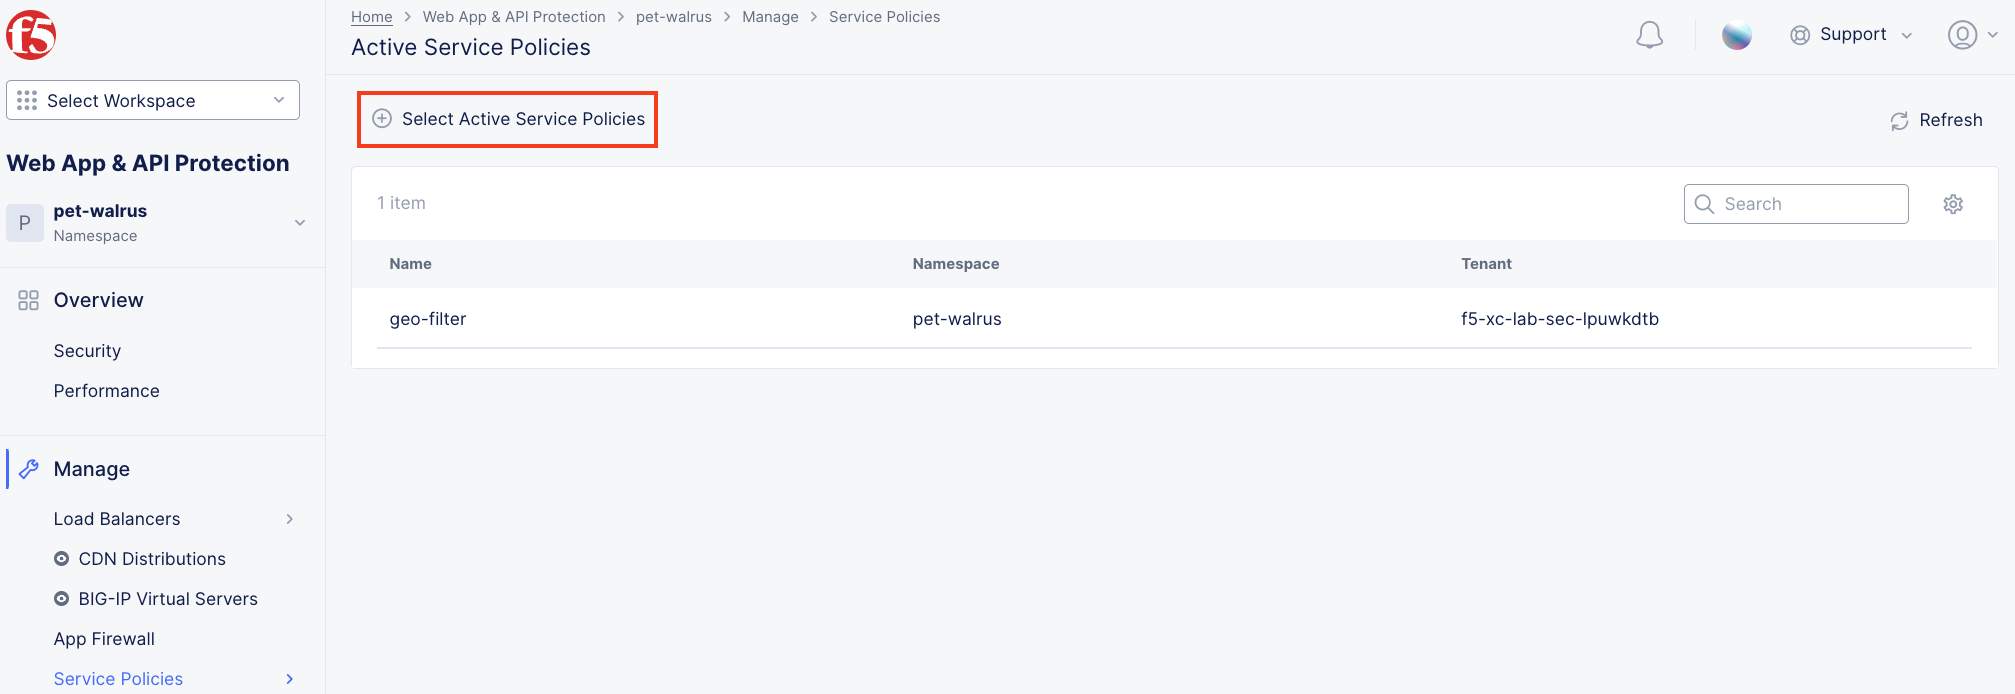 f5
Home > Web App & API Protection > pet-walrus > Manage > Service Policies
Active Service Policies
Support
Select Workspace
Select Active Service Policies
Refresh
Web App & API Protection
P
pet-walrus
Namespace
1 item
Search
Name Namespace Tenant
geo-filter pet-walrus f5-xc-lab-sec-lpuwkdtb
Overview
Security
Performance
Manage
Load Balancers
CDN Distributions
BIG-IP Virtual Servers
App Firewall
Service Policies